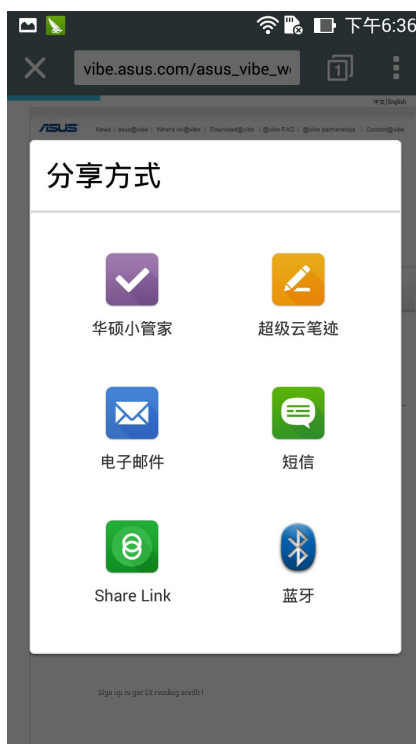 下午6:36
vibe.asus.com/asus_vibe_w
1
中文 | English
ASUS
News | asus@vibe | What's on@vibe | Download@vibe | @vibe FAQ | @vibe partnerships | Contact@vibe
分享方式
华硕小管家
超级云笔迹
电子邮件
短信
Share Link
蓝牙
Sign up to get $2 reading credit !